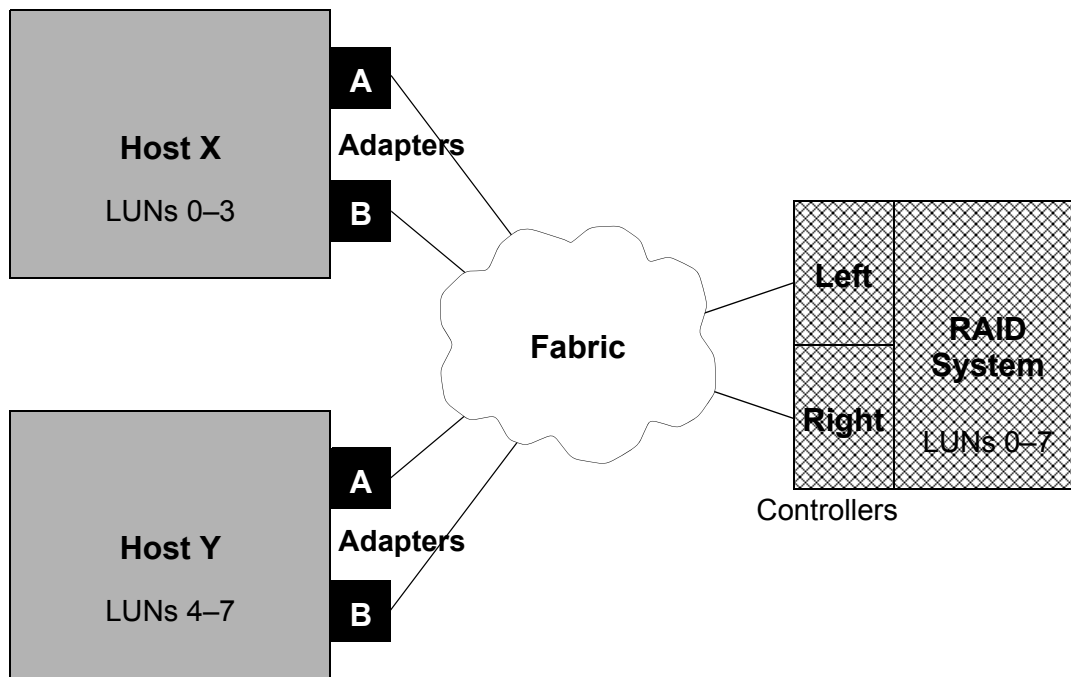 A
Host X
Adapters
LUNs 0–3
B
Left
Fabric
RAID
System
Right
LUNs 0–7
A
Controllers
Host Y
Adapters
LUNs 4–7
B